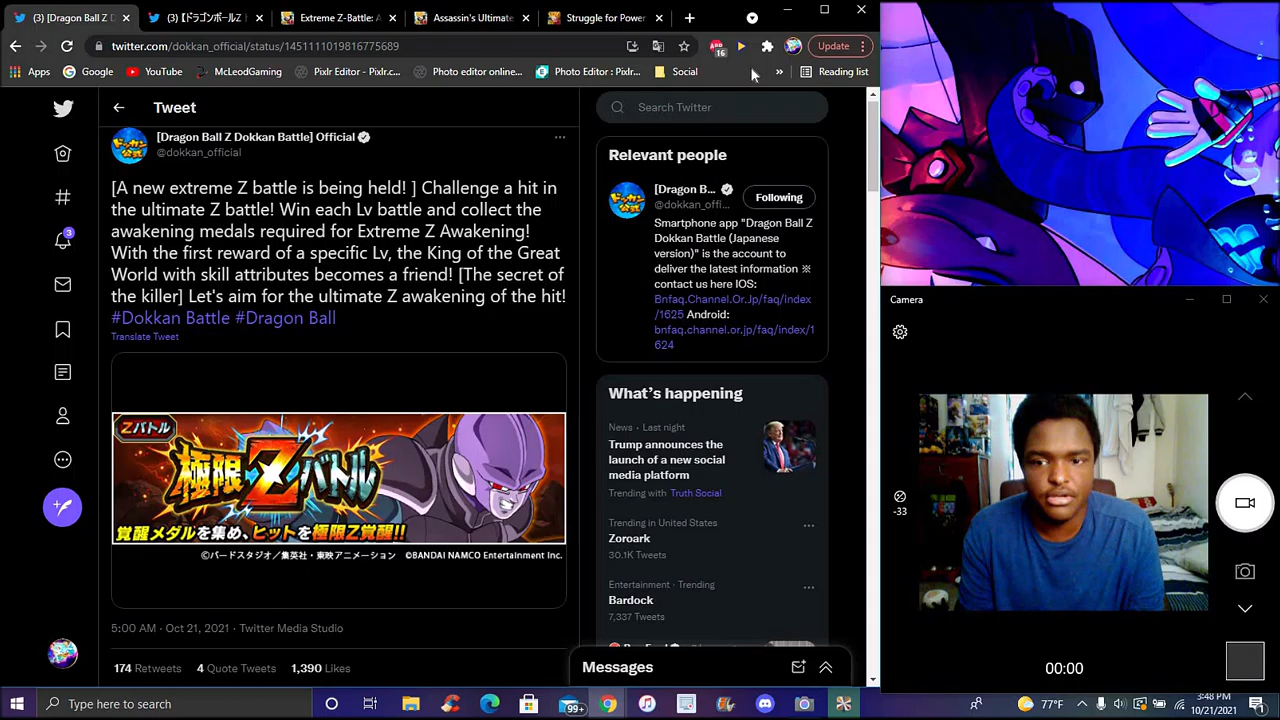 (3) [Dragon Ball Z D
(3) 【ドラゴンボールZ
Extreme Z-Battle: A
Assassin's Ultimate
Struggle for Power
twitter.com/dokkan_official/status/1451111019816775689
ABD
16
Update
Apps
Google
YouTube
McLeodGaming
Pixlr Editor - Pixlr.c...
Photo editor online...
Photo Editor : Pixlr...
Social
»
Reading list
Tweet
Search Twitter
[Dragon Ball Z Dokkan Battle] Official
@dokkan_official
[A new extreme Z battle is being held! ] Challenge a hit in
the ultimate Z battle! Win each Lv battle and collect the
awakening medals required for Extreme Z Awakening!
With the first reward of a specific Lv, the King of the Great
World with skill attributes becomes a friend! [The secret of
the killer] Let's aim for the ultimate Z awakening of the hit!
#Dokkan Battle #Dragon Ball
Translate Tweet
Zバトル
極限Zバトル
覚醒メダルを集め、ヒットを極限Z覚醒!!
©バードスタジオ／集英社・東映アニメーション ©BANDAI NAMCO Entertainment Inc.
5:00 AM · Oct 21, 2021 · Twitter Media Studio
174 Retweets 4 Quote Tweets 1,390 Likes
3
Relevant people
[Dragon B...
@dokkan_offi...
Following
Smartphone app "Dragon Ball Z
Dokkan Battle (Japanese
version)" is the account to
deliver the latest information ※
contact us here IOS:
Bnfaq.Channel.Or.Jp/faq/index
/1625 Android:
bnfaq.channel.or.jp/faq/index/1
624
What's happening
News · Last night
Trump announces the
launch of a new social
media platform
Trending with Truth Social
Trending in United States
Zoroark
30.1K Tweets
Entertainment · Trending
Bardock
7,337 Tweets
Messages
Camera
-33
00:00
Type here to search
99+
77°F
3:48 PM
10/21/2021